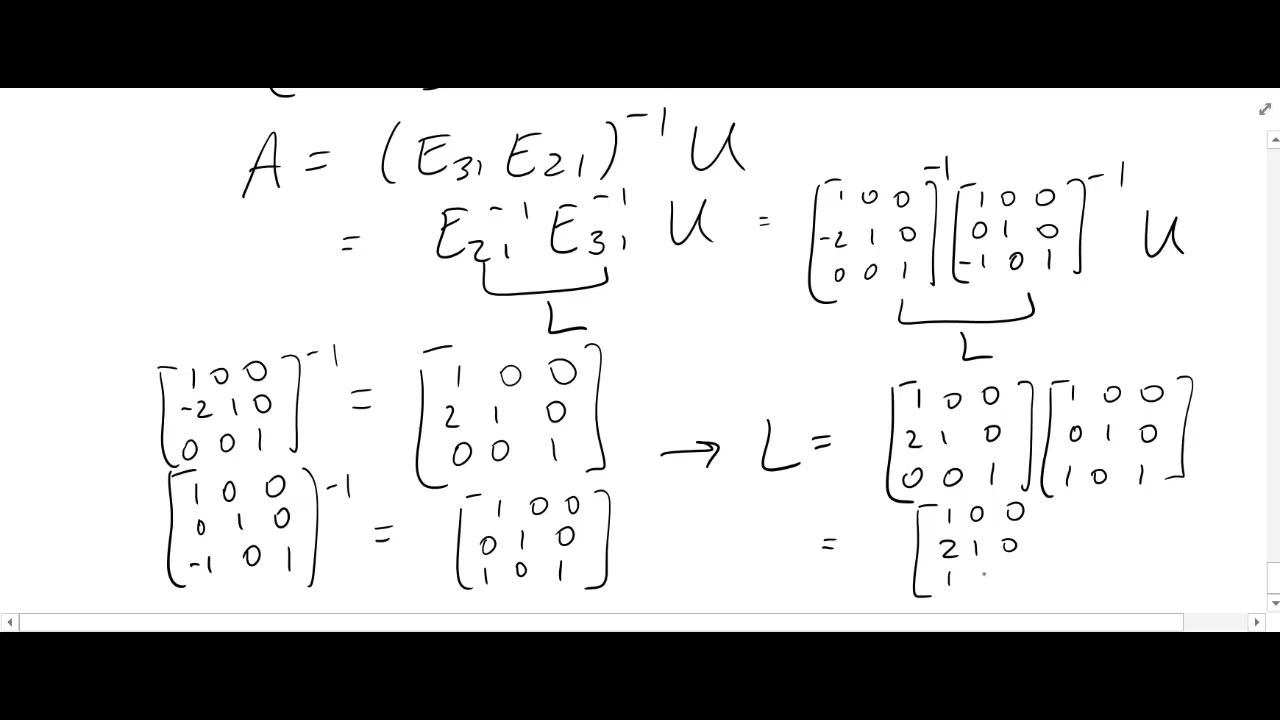 A = (E₃₁ E₂₁)⁻¹ U
= E₂₁⁻¹ E₃₁⁻¹ U = [1 0 0; -2 1 0; 0 0 1]⁻¹ [1 0 0; 0 1 0; -1 0 1]⁻¹ U
L L
[1 0 0; -2 1 0; 0 0 1]⁻¹ = [1 0 0; 2 1 0; 0 0 1] → L = [1 0 0; 2 1 0; 0 0 1] [1 0 0; 0 1 0; 1 0 1]
[1 0 0; 0 1 0; -1 0 1]⁻¹ = [1 0 0; 0 1 0; 1 0 1] = [1 0 0; 2 1 0; 1